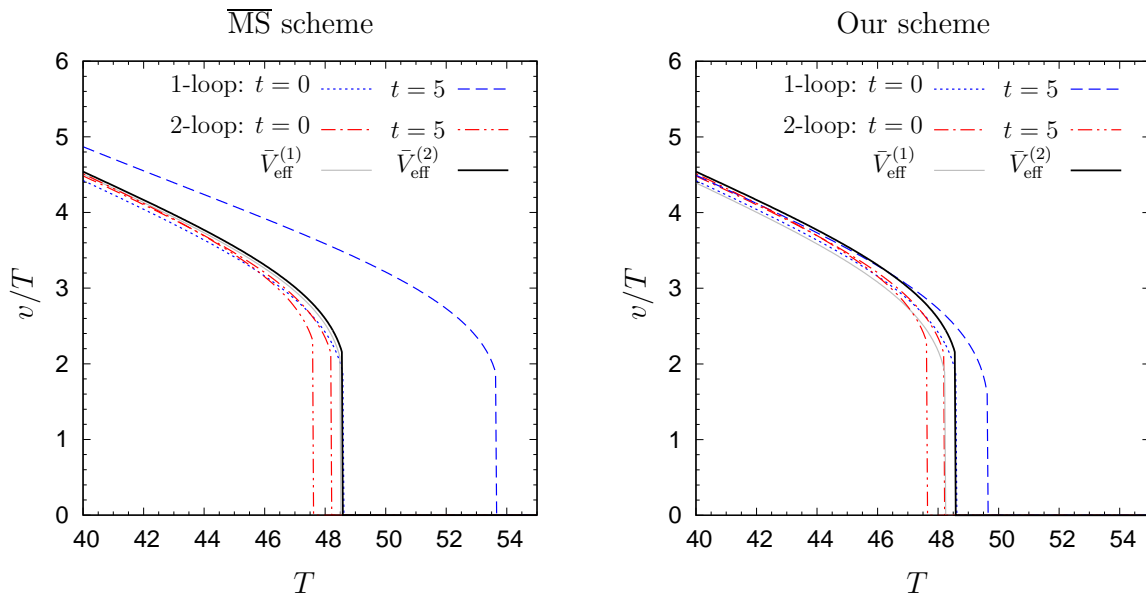 MS scheme
6
5
4
3
2
1
0
v/T
1-loop: t = 0
t = 5
2-loop: t = 0
t = 5
V̄eff(1)
V̄eff(2)
40 42 44 46 48 50 52 54
T
Our scheme
6
5
4
3
2
1
0
v/T
1-loop: t = 0
t = 5
2-loop: t = 0
t = 5
V̄eff(1)
V̄eff(2)
40 42 44 46 48 50 52 54
T